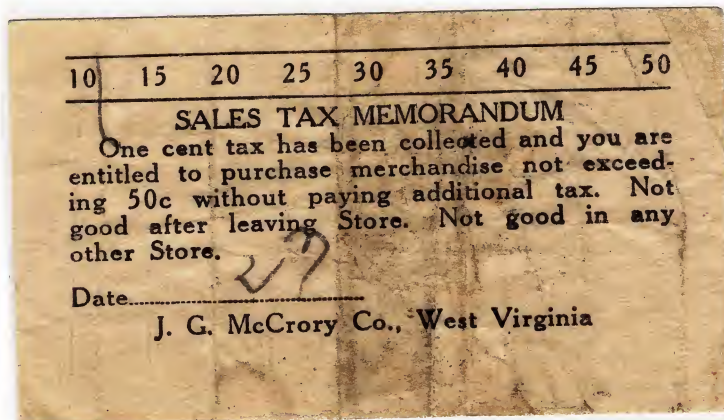 10 15 20 25 30 35 40 45 50
SALES TAX MEMORANDUM
One cent tax has been collected and you are
entitled to purchase merchandise not exceed-
ing 50c without paying additional tax. Not
good after leaving Store. Not good in any
other Store.
27
Date
J. G. McCrory Co., West Virginia